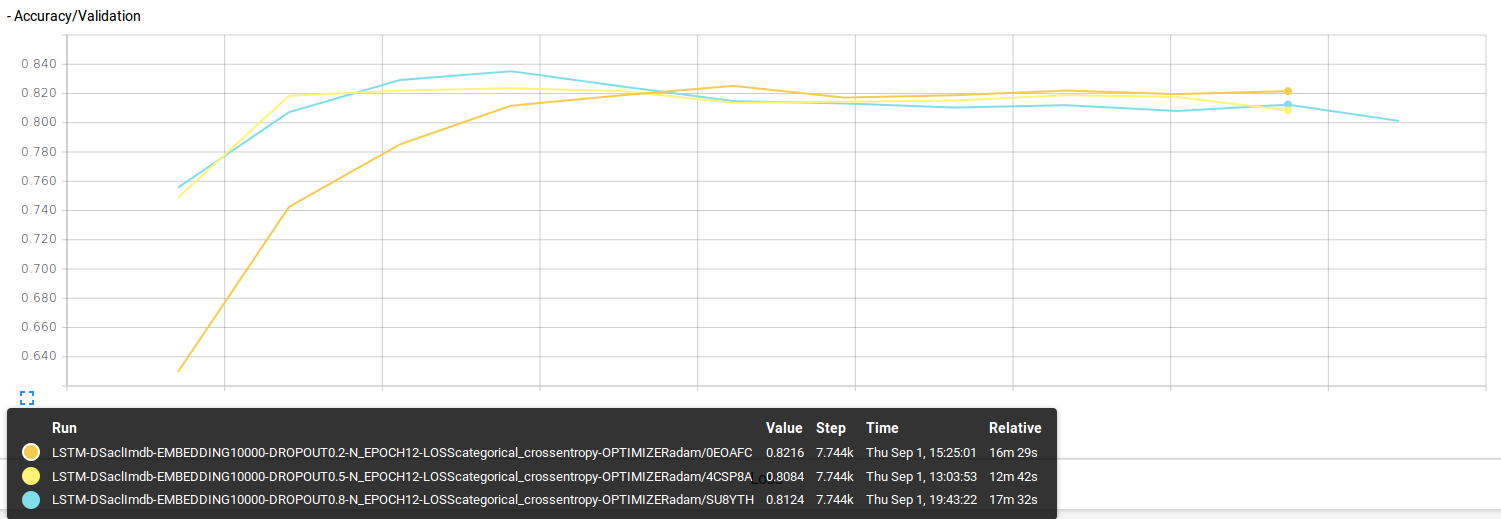 - Accuracy/Validation
0.840
0.820
0.800
0.780
0.760
0.740
0.720
0.700
0.680
0.660
0.640
Run Value Step Time Relative
LSTM-DSaclImdb-EMBEDDING10000-DROPOUT0.2-N_EPOCH12-LOSScategorical_crossentropy-OPTIMIZERadam/0EOAFC 0.8216 7.744k Thu Sep 1, 15:25:01 16m 29s
LSTM-DSaclImdb-EMBEDDING10000-DROPOUT0.5-N_EPOCH12-LOSScategorical_crossentropy-OPTIMIZERadam/4CSP8A 0.8084 7.744k Thu Sep 1, 13:03:53 12m 42s
LSTM-DSaclImdb-EMBEDDING10000-DROPOUT0.8-N_EPOCH12-LOSScategorical_crossentropy-OPTIMIZERadam/SU8YTH 0.8124 7.744k Thu Sep 1, 19:43:22 17m 32s